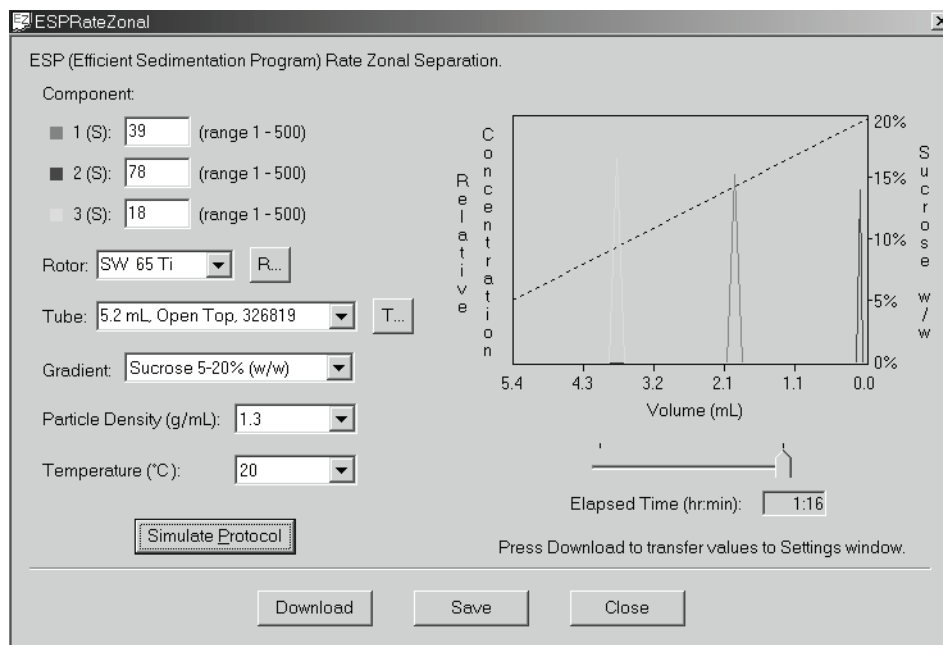 EZ ESPRateZonal X
ESP (Efficient Sedimentation Program) Rate Zonal Separation.
Component:
1 (S): 39 (range 1 - 500)
2 (S): 78 (range 1 - 500)
3 (S): 18 (range 1 - 500)
Rotor: SW 65 Ti R...
Tube: 5.2 mL, Open Top, 326819 T...
Gradient: Sucrose 5-20% (w/w)
Particle Density (g/mL): 1.3
Temperature (°C): 20
Simulate Protocol
Relative
Concentration
20%
15%
10%
5%
0%
Sucrose w/w
5.4 4.3 3.2 2.1 1.1 0.0
Volume (mL)
Elapsed Time (hr:min): 1:16
Press Download to transfer values to Settings window.
Download Save Close